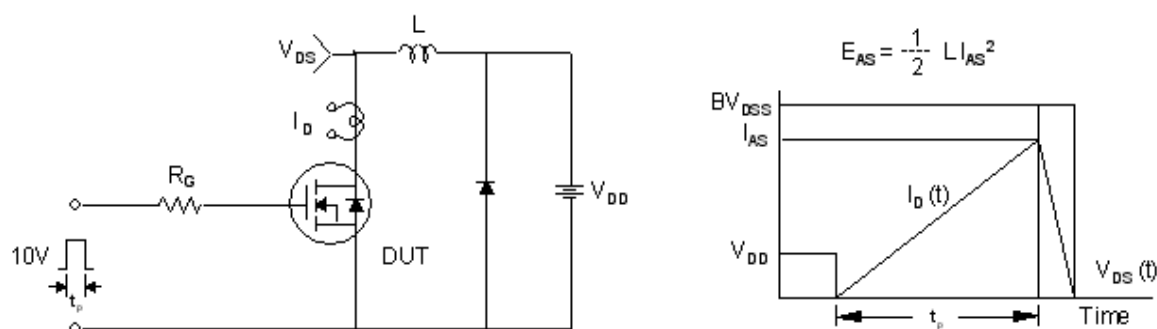 L
V_DS
E_AS = 1/2 L I_AS^2
I_D
R_G
V_DD
10V
t_p
DUT
BV_DSS
I_AS
I_D (t)
V_DD
V_DS (t)
t_p
Time